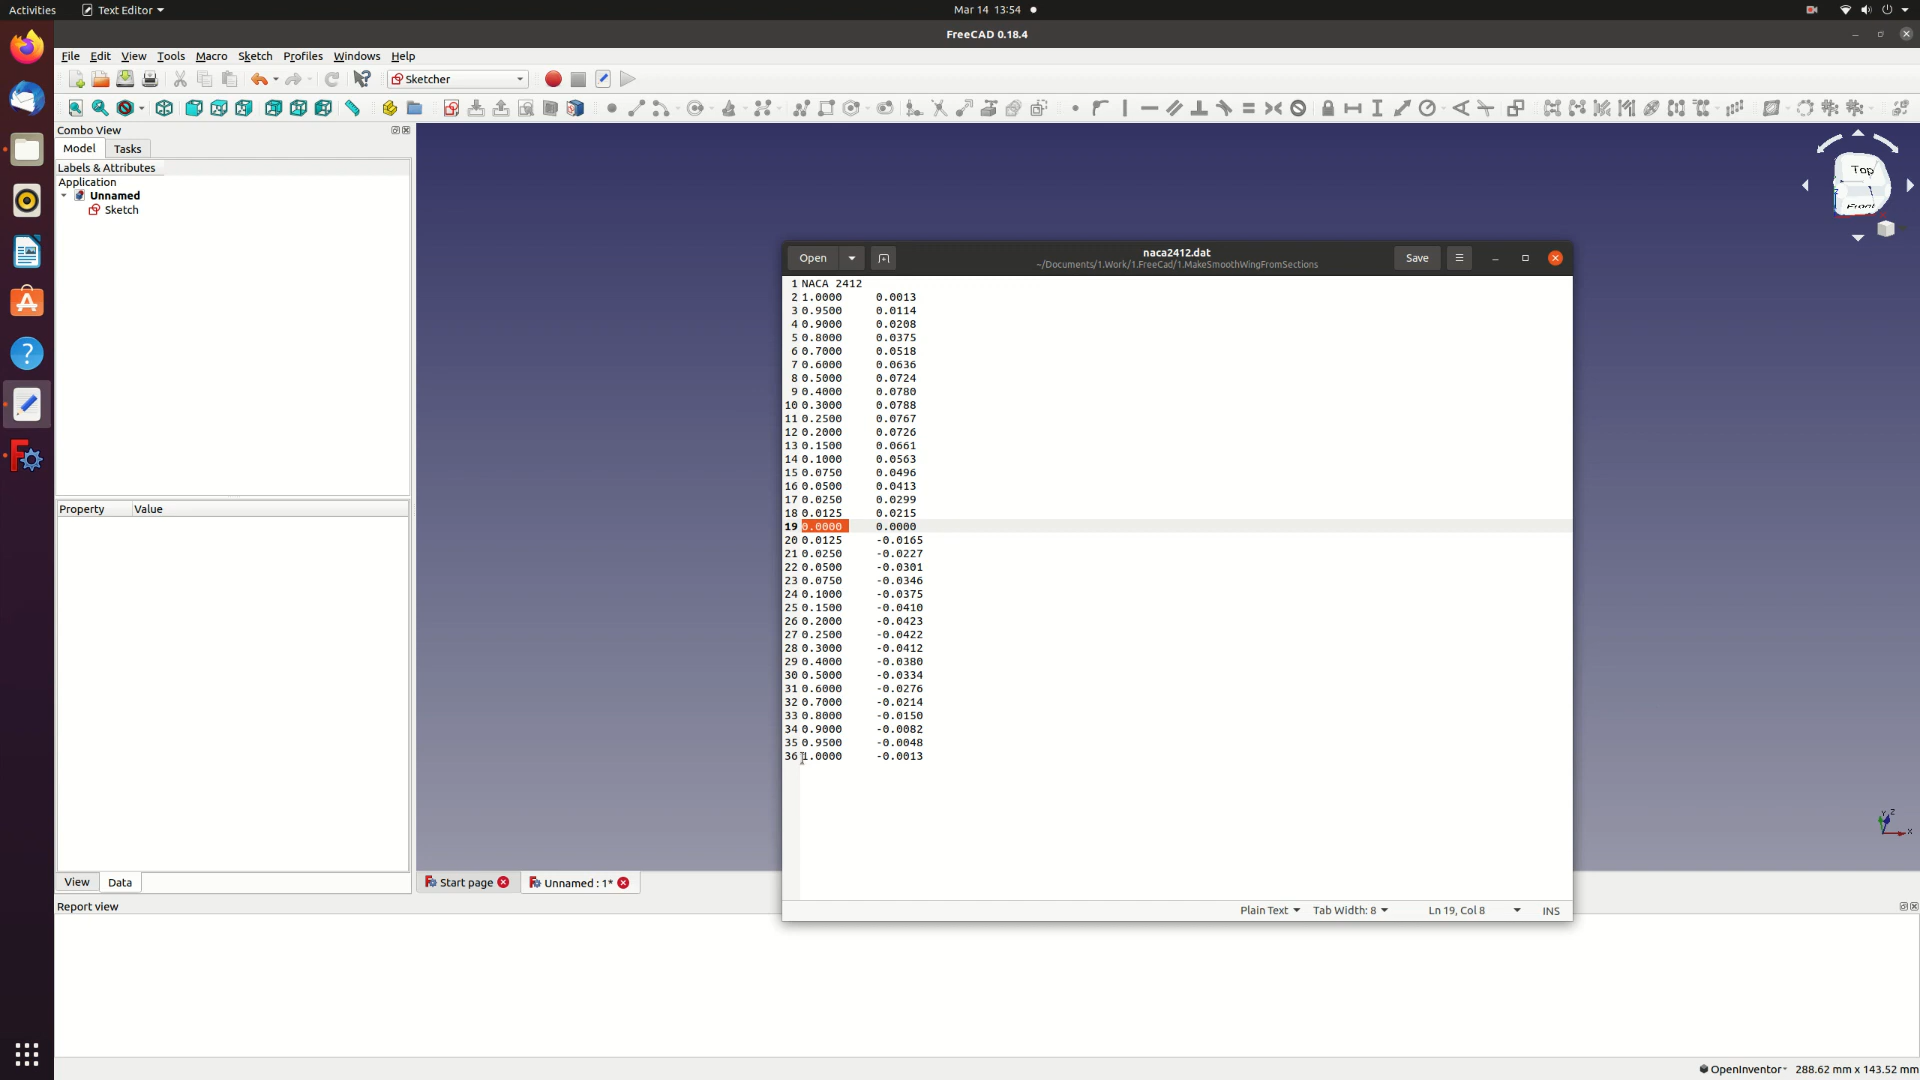 Activities Text Editor Mar 14 13:54
FreeCAD 0.18.4
File Edit View Tools Macro Sketch Profiles Windows Help
Sketcher
Combo View
Model Tasks
Labels & Attributes
Application
Unnamed
Sketch
Property Value
View Data
Report view
Start page Unnamed : 1*
Top
Front
Open naca2412.dat Save
~/Documents/1.Work/1.FreeCad/1.MakeSmoothWingFromSections
1 NACA 2412
2 1.0000 0.0013
3 0.9500 0.0114
4 0.9000 0.0208
5 0.8000 0.0375
6 0.7000 0.0518
7 0.6000 0.0636
8 0.5000 0.0724
9 0.4000 0.0780
10 0.3000 0.0788
11 0.2500 0.0767
12 0.2000 0.0726
13 0.1500 0.0661
14 0.1000 0.0563
15 0.0750 0.0496
16 0.0500 0.0413
17 0.0250 0.0299
18 0.0125 0.0215
19 0.0000 0.0000
20 0.0125 -0.0165
21 0.0250 -0.0227
22 0.0500 -0.0301
23 0.0750 -0.0346
24 0.1000 -0.0375
25 0.1500 -0.0410
26 0.2000 -0.0423
27 0.2500 -0.0422
28 0.3000 -0.0412
29 0.4000 -0.0380
30 0.5000 -0.0334
31 0.6000 -0.0276
32 0.7000 -0.0214
33 0.8000 -0.0150
34 0.9000 -0.0082
35 0.9500 -0.0048
36 1.0000 -0.0013
Plain Text Tab Width: 8 Ln 19, Col 8 INS
Y Z
X
OpenInventor 288.62 mm x 143.52 mm